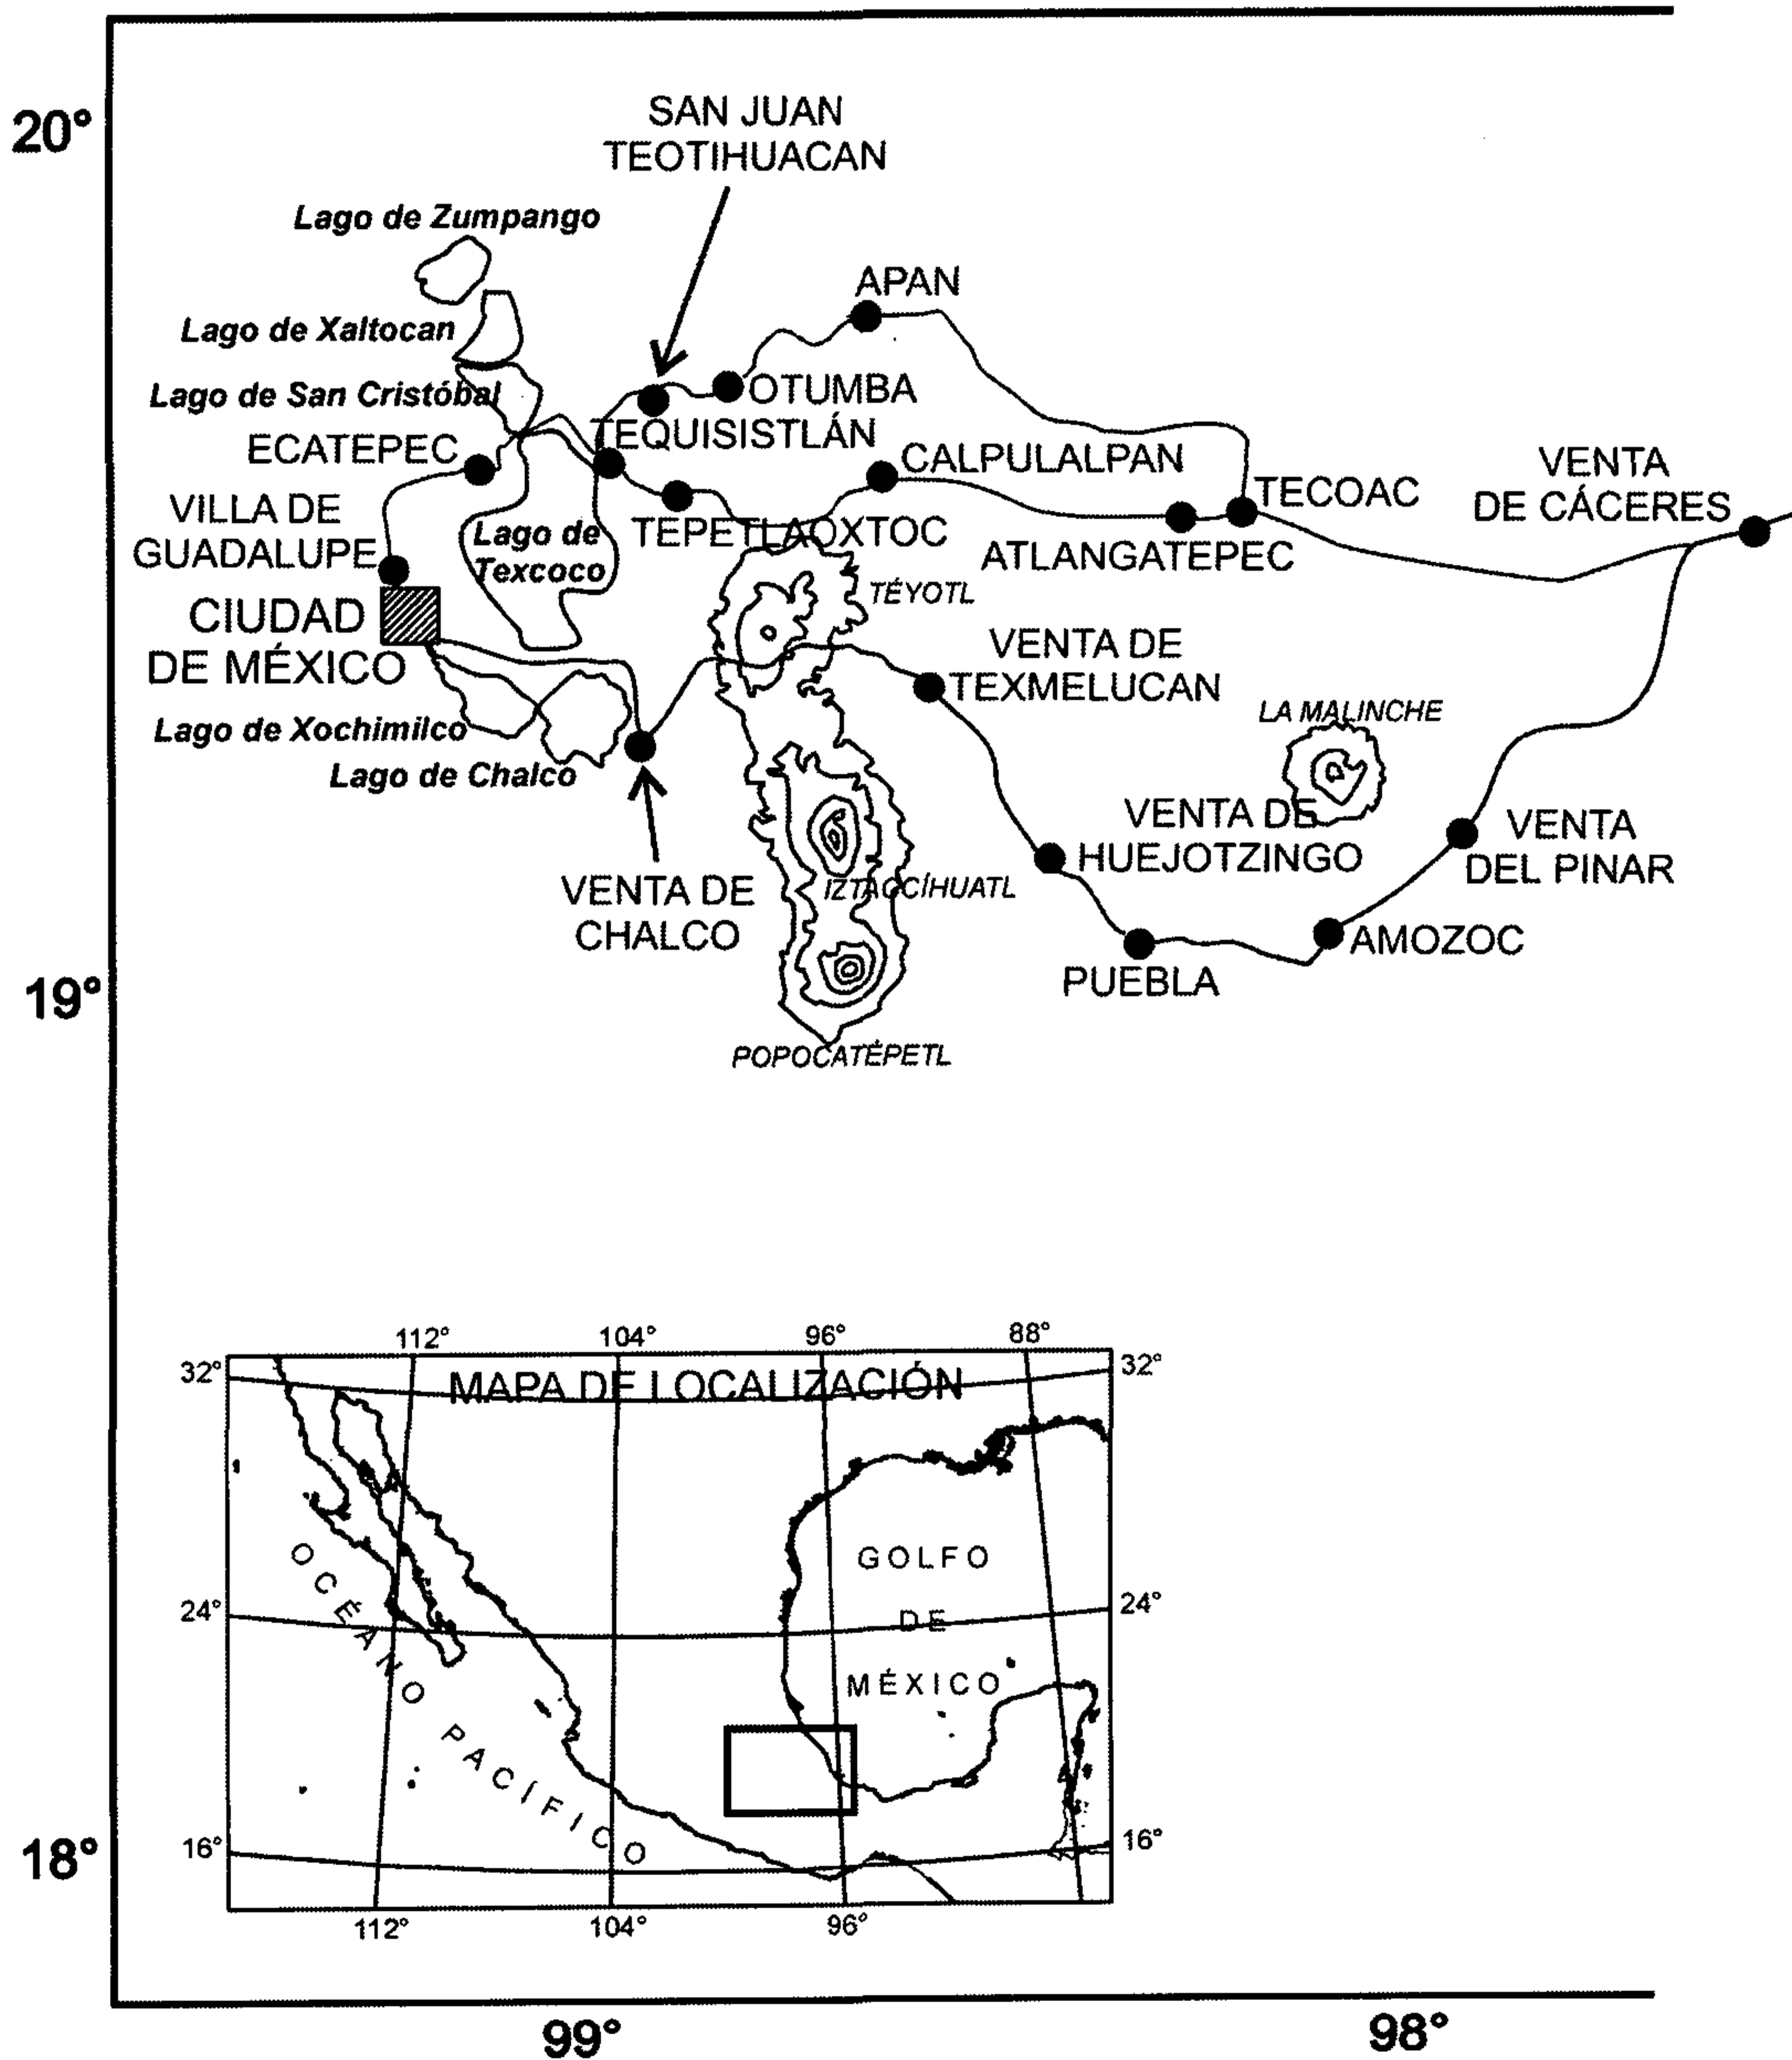 20°
SAN JUAN
TEOTIHUACAN
Lago de Zumpango
APAN
Lago de Xaltocan
Lago de San Cristóbal
OTUMBA
TEQUISISTLÁN
ECATEPEC
CALPULALPAN
VENTA
DE CÁCERES
TECOAC
VILLA DE
GUADALUPE
Lago de
Texcoco
TEPETLAOXTOC
ATLANGATEPEC
TÉYOTL
CIUDAD
DE MÉXICO
VENTA DE
TEXMELUCAN
LA MALINCHE
Lago de Xochimilco
Lago de Chalco
VENTA DE
HUEJOTZINGO
VENTA
DEL PINAR
VENTA DE
CHALCO
IZTACCÍHUATL
AMOZOC
PUEBLA
19°
POPOCATÉPETL
112° 104° 96° 88°
32° 32°
MAPA DE LOCALIZACIÓN
GOLFO
DE
MÉXICO
OCÉANO PACÍFICO
24° 24°
16° 16°
112° 104° 96°
18°
99° 98°